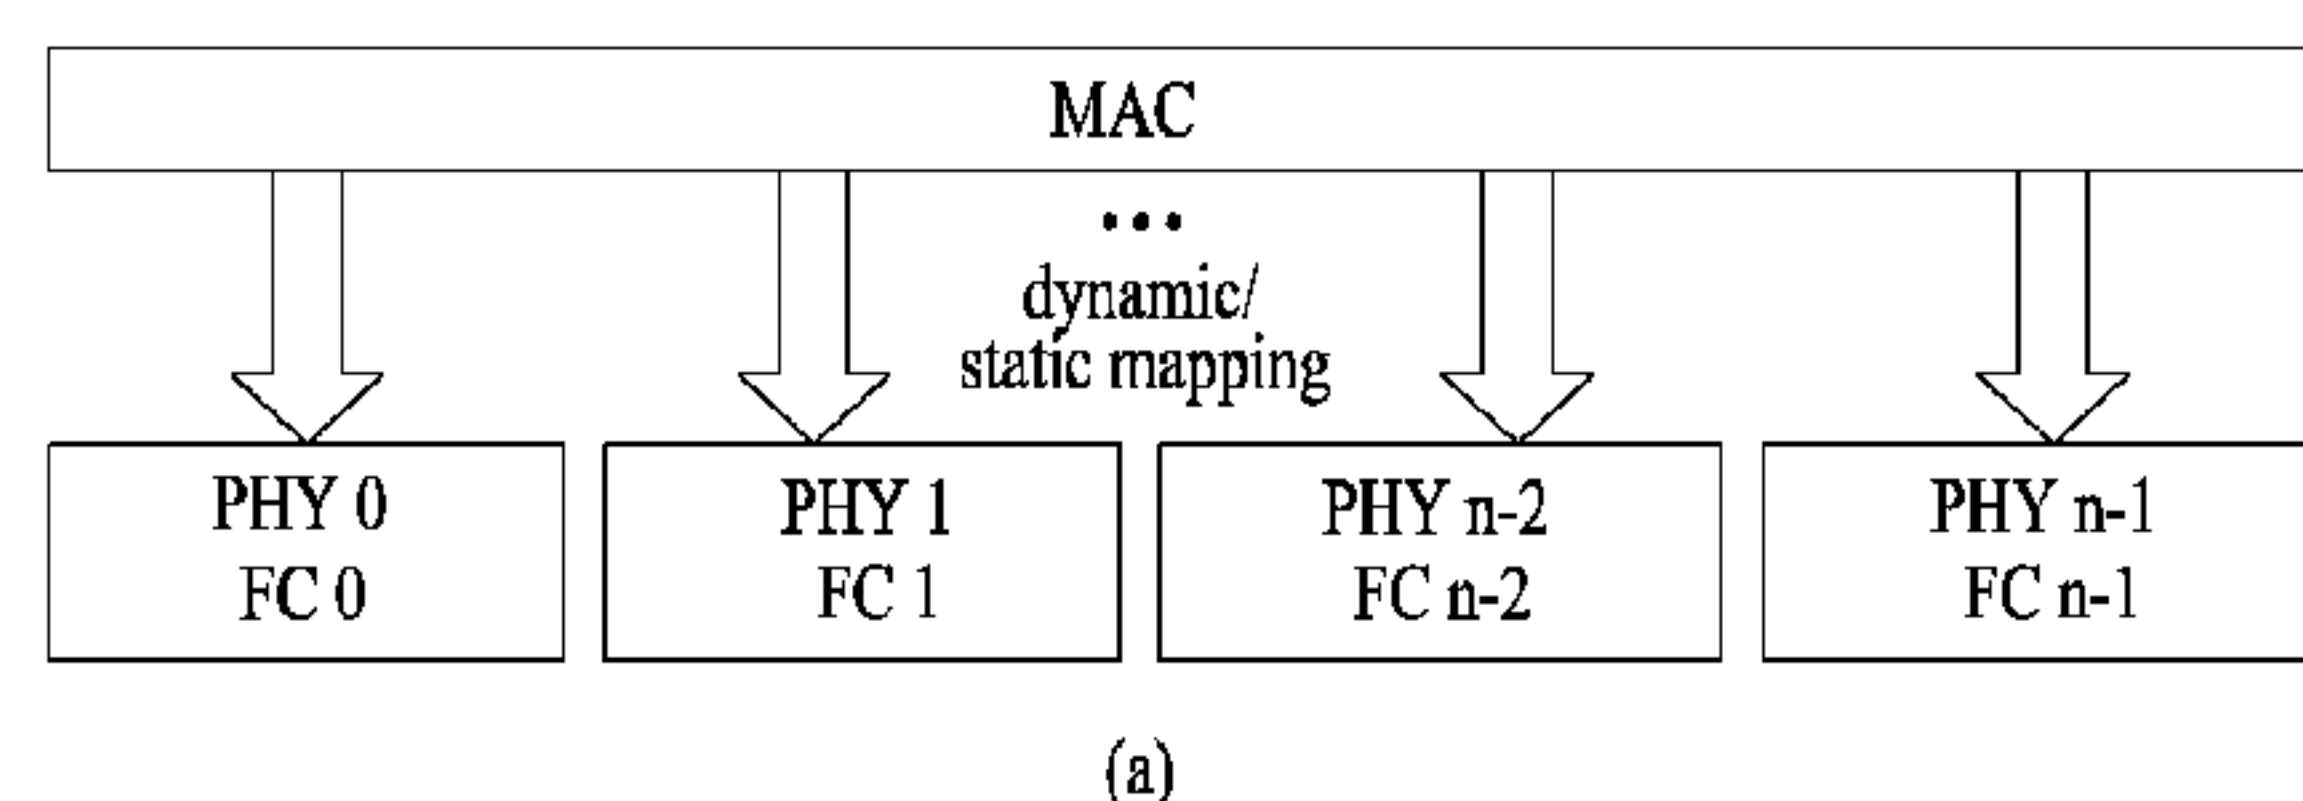 MAC
•••
dynamic/
static mapping
PHY 0
FC 0
PHY 1
FC 1
PHY n-2
FC n-2
PHY n-1
FC n-1
(a)